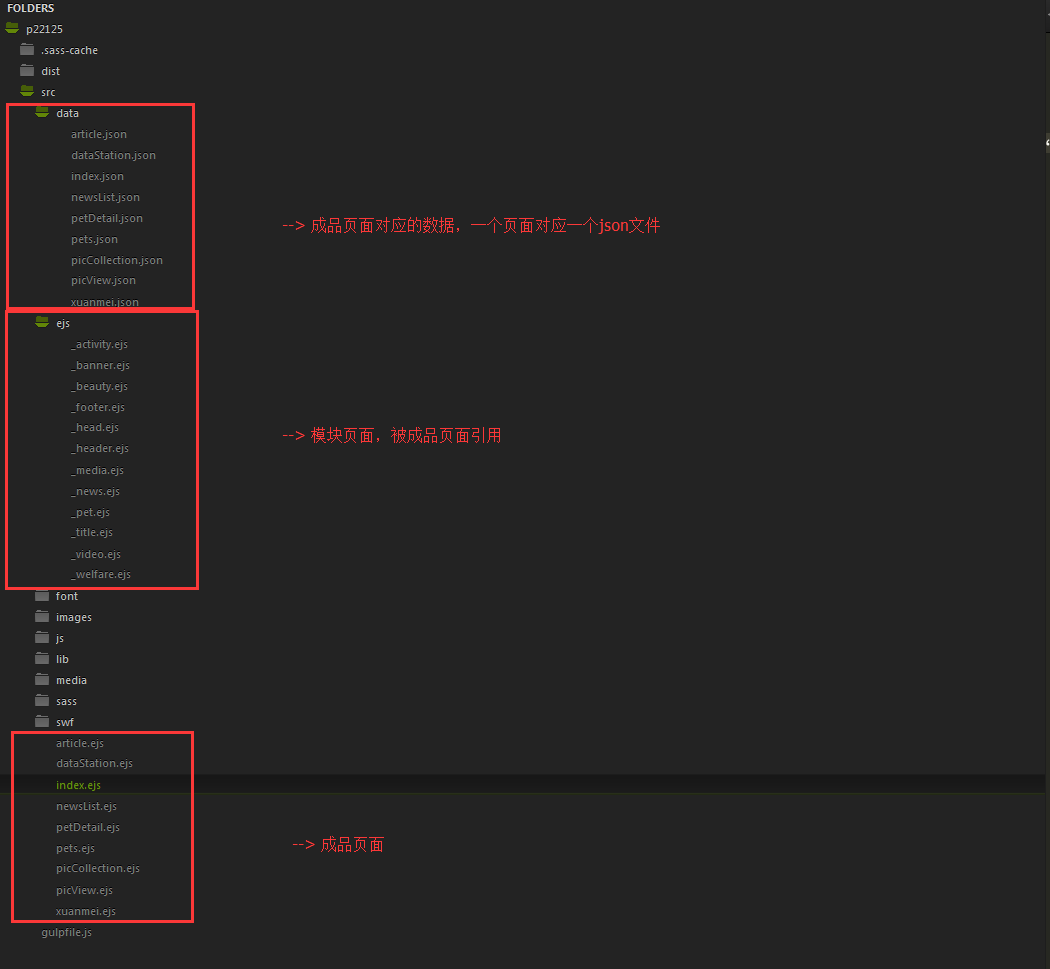 FOLDERS
p22125
.sass-cache
dist
src
data
article.json
dataStation.json
index.json
newsList.json
petDetail.json
--> 成品页面对应的数据，一个页面对应一个json文件
pets.json
picCollection.json
picView.json
xuanmei.json
ejs
_activity.ejs
_banner.ejs
_beauty.ejs
_footer.ejs
_head.ejs
--> 模块页面，被成品页面引用
_header.ejs
_media.ejs
_news.ejs
_pet.ejs
_title.ejs
_video.ejs
_welfare.ejs
font
images
js
lib
media
sass
swf
article.ejs
dataStation.ejs
index.ejs
newsList.ejs
petDetail.ejs
--> 成品页面
pets.ejs
picCollection.ejs
picView.ejs
xuanmei.ejs
gulpfile.js